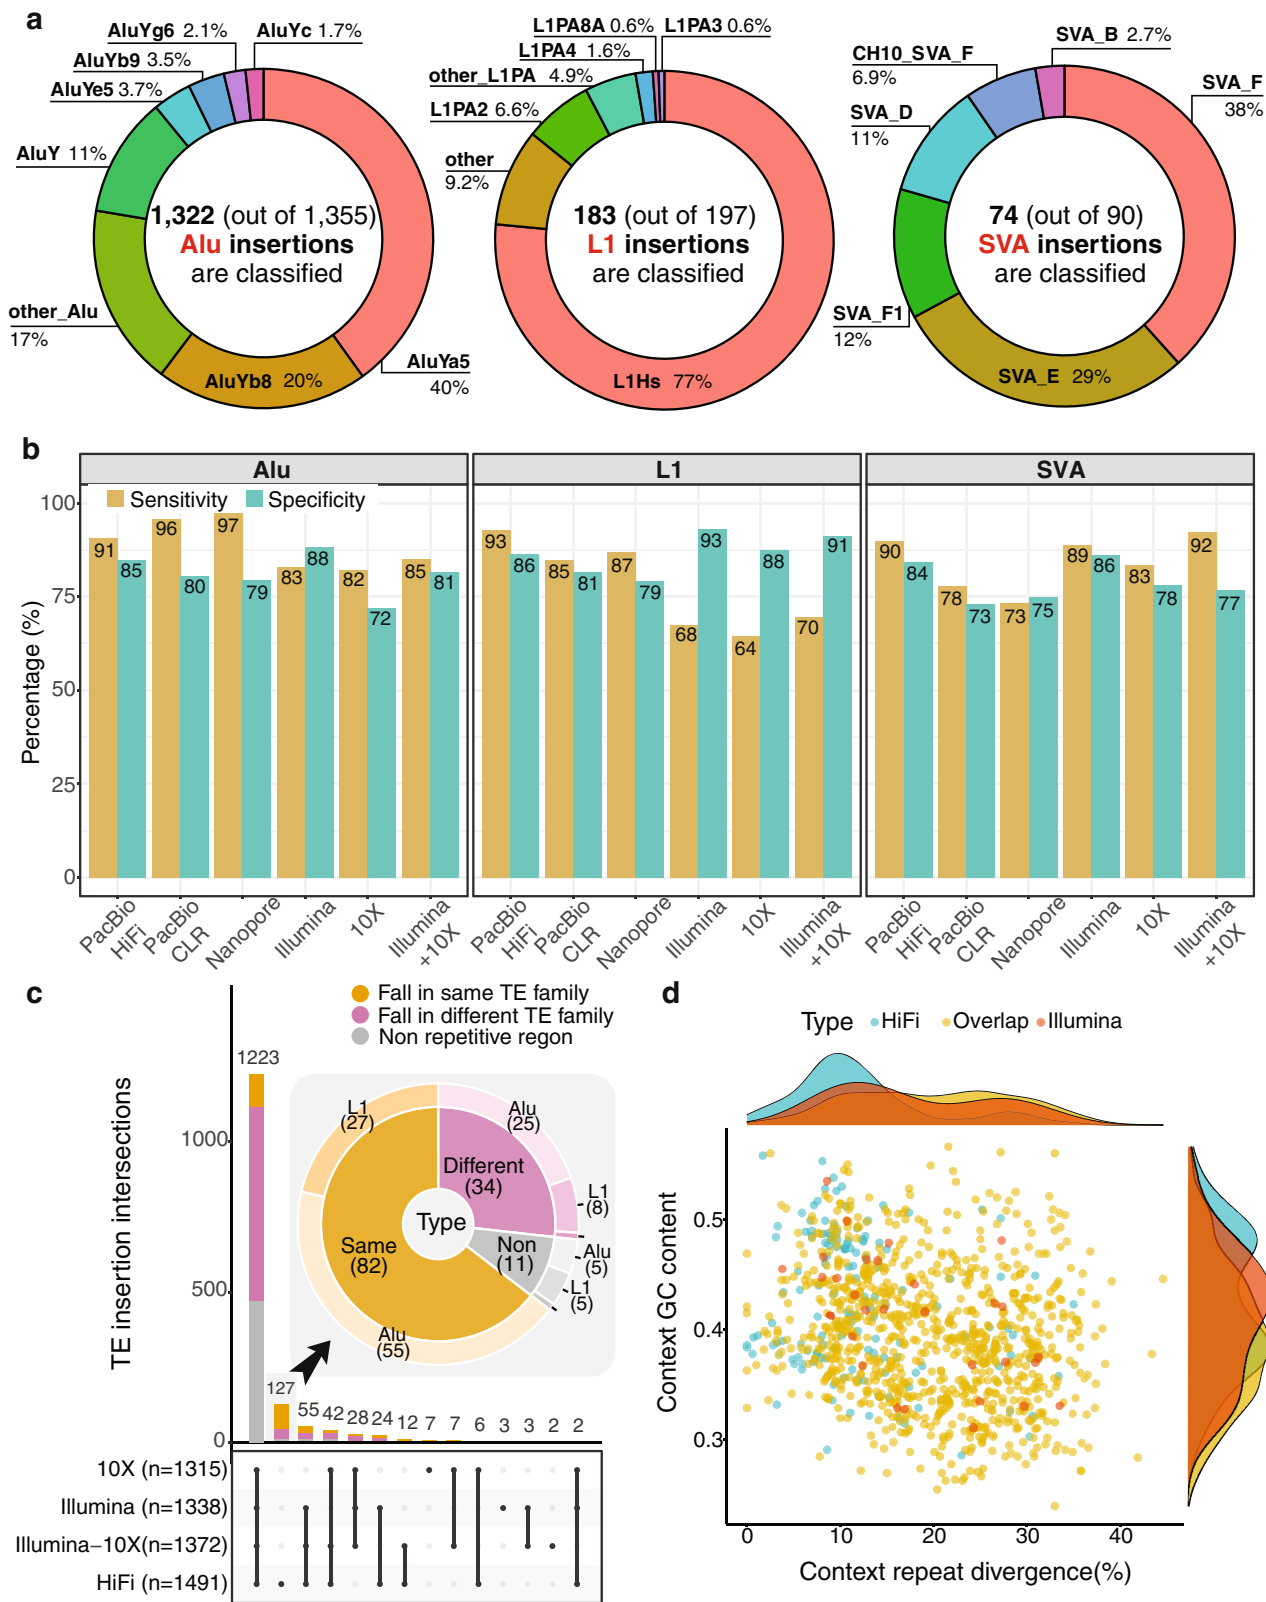 a
AluYg6 2.1%
AluYc 1.7%
AluYb9 3.5%
AluYe5 3.7%
AluY 11%
other_Alu
17%
AluYb8 20%
AluYa5
40%
1,322 (out of 1,355)
Alu insertions
are classified
L1PA8A 0.6%
L1PA3 0.6%
L1PA4 1.6%
other_L1PA 4.9%
L1PA2 6.6%
other
9.2%
L1Hs 77%
183 (out of 197)
L1 insertions
are classified
SVA_B 2.7%
CH10_SVA_F
6.9%
SVA_F
38%
SVA_D
11%
SVA_F1
12%
SVA_E 29%
74 (out of 90)
SVA insertions
are classified
b
Alu
L1
SVA
Sensitivity
Specificity
Percentage (%)
100
75
50
25
0
91
85
96
80
97
79
83
88
82
72
85
81
93
86
85
81
87
79
68
93
64
88
70
91
90
84
78
73
73
75
89
86
83
78
92
77
PacBio
HiFi
PacBio
CLR
Nanopore
Illumina
10X
Illumina
+10X
PacBio
HiFi
PacBio
CLR
Nanopore
Illumina
10X
Illumina
+10X
PacBio
HiFi
PacBio
CLR
Nanopore
Illumina
10X
Illumina
+10X
c
Fall in same TE family
Fall in different TE family
Non repetitive regon
TE insertion intersections
1000
500
0
1223
127
55
42
28
24
12
7
7
6
3
3
2
2
L1
(27)
Alu
(25)
Different
(34)
L1
(8)
Type
Same
(82)
Non
(11)
Alu
(5)
L1
(5)
Alu
(55)
10X (n=1315)
Illumina (n=1338)
Illumina−10X(n=1372)
HiFi (n=1491)
d
Type
HiFi
Overlap
Illumina
Context GC content
0.5
0.4
0.3
0
10
20
30
40
Context repeat divergence(%)